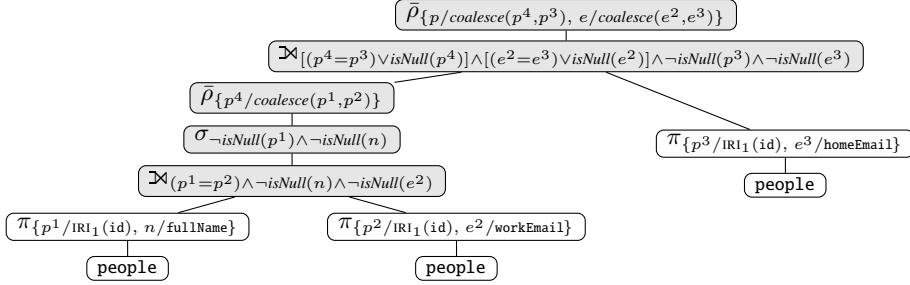 ρ̄{p/coalesce(p⁴,p³), e/coalesce(e²,e³)}
⟕[(p⁴=p³)∨isNull(p⁴)]∧[(e²=e³)∨isNull(e²)]∧¬isNull(p³)∧¬isNull(e³)
ρ̄{p⁴/coalesce(p¹,p²)}
σ¬isNull(p¹)∧¬isNull(n)
π{p³/IRI₁(id), e³/homeEmail}
⟕(p¹=p²)∧¬isNull(n)∧¬isNull(e²)
people
π{p¹/IRI₁(id), n/fullName}
π{p²/IRI₁(id), e²/workEmail}
people
people